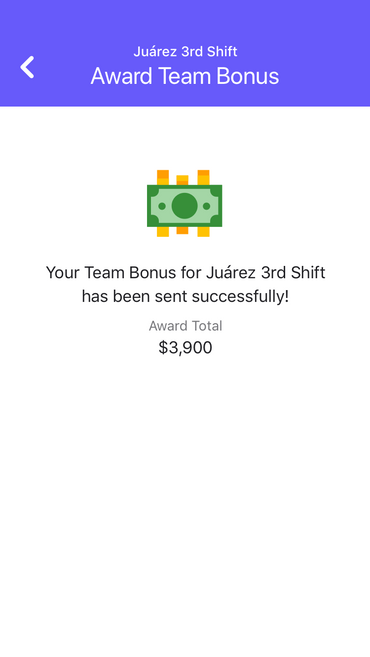 Juárez 3rd Shift
Award Team Bonus
Your Team Bonus for Juárez 3rd Shift
has been sent successfully!
Award Total
$3,900